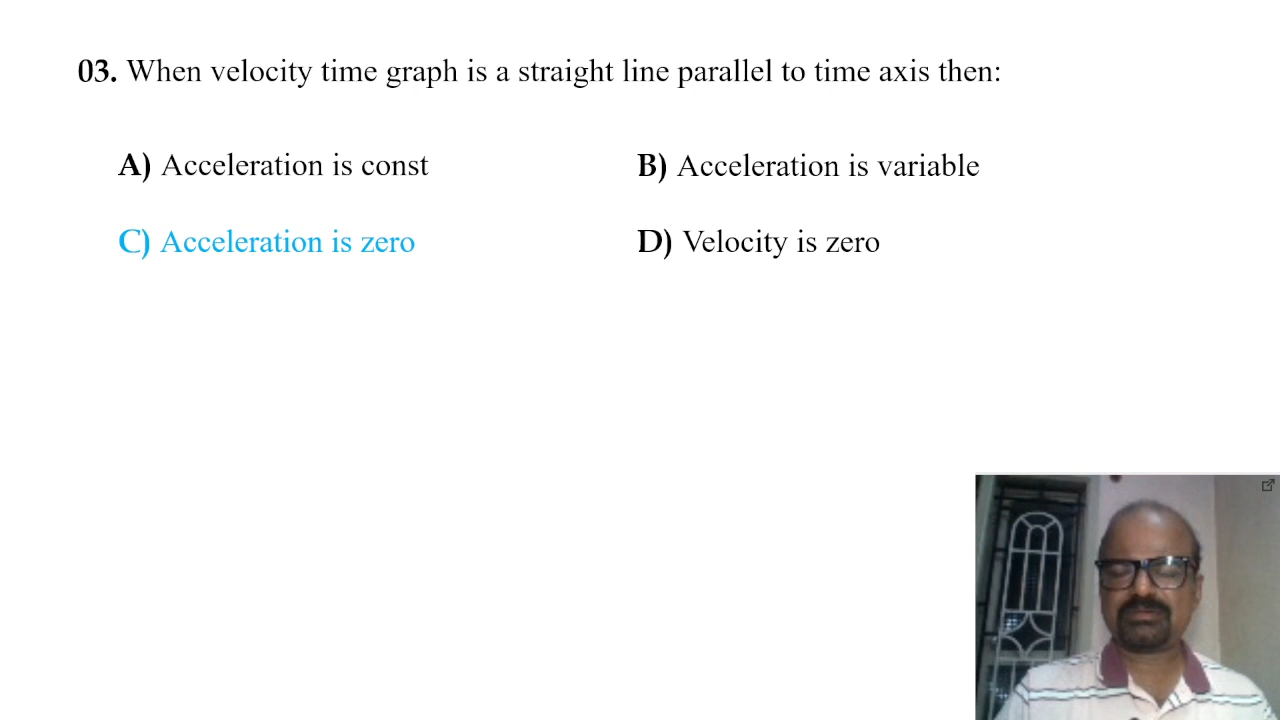 03. When velocity time graph is a straight line parallel to time axis then:
A) Acceleration is const
B) Acceleration is variable
C) Acceleration is zero
D) Velocity is zero